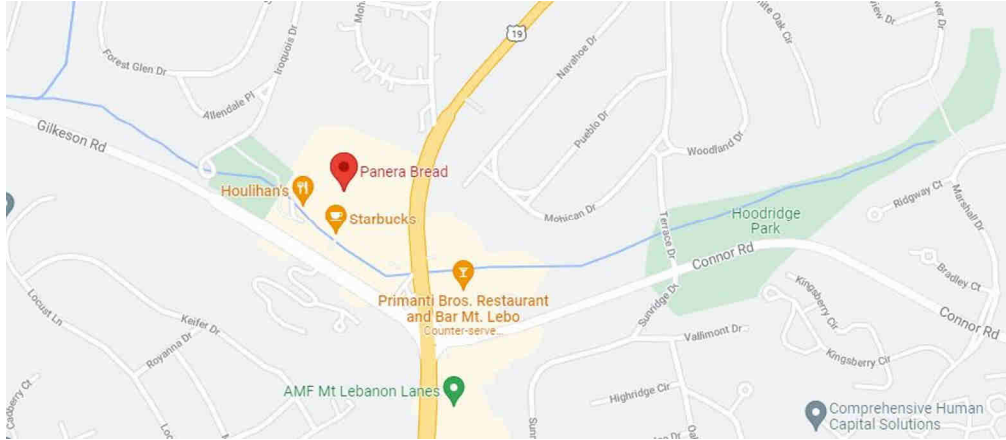 Forest Glen Dr
Iroquois Dr
Allendale Pl
Gilkeson Rd
19
Navahoe Dr
Pueblo Dr
Mohican Dr
Woodland Dr
Terrace Dr
Panera Bread
Houlihan's
Starbucks
Hoodridge
Park
Ridgway Ct
Marshall Dr
Bradley Ct
Connor Rd
Connor Rd
Primanti Bros. Restaurant
and Bar Mt. Lebo
Counter-serve...
Sunridge Dr
Vallimont Dr
Kingsberry Cir
Kingsberry Cir
Locust Ln
Keifer Dr
Royanna Dr
Cadberry Ct
AMF Mt Lebanon Lanes
Highridge Cir
Comprehensive Human
Capital Solutions